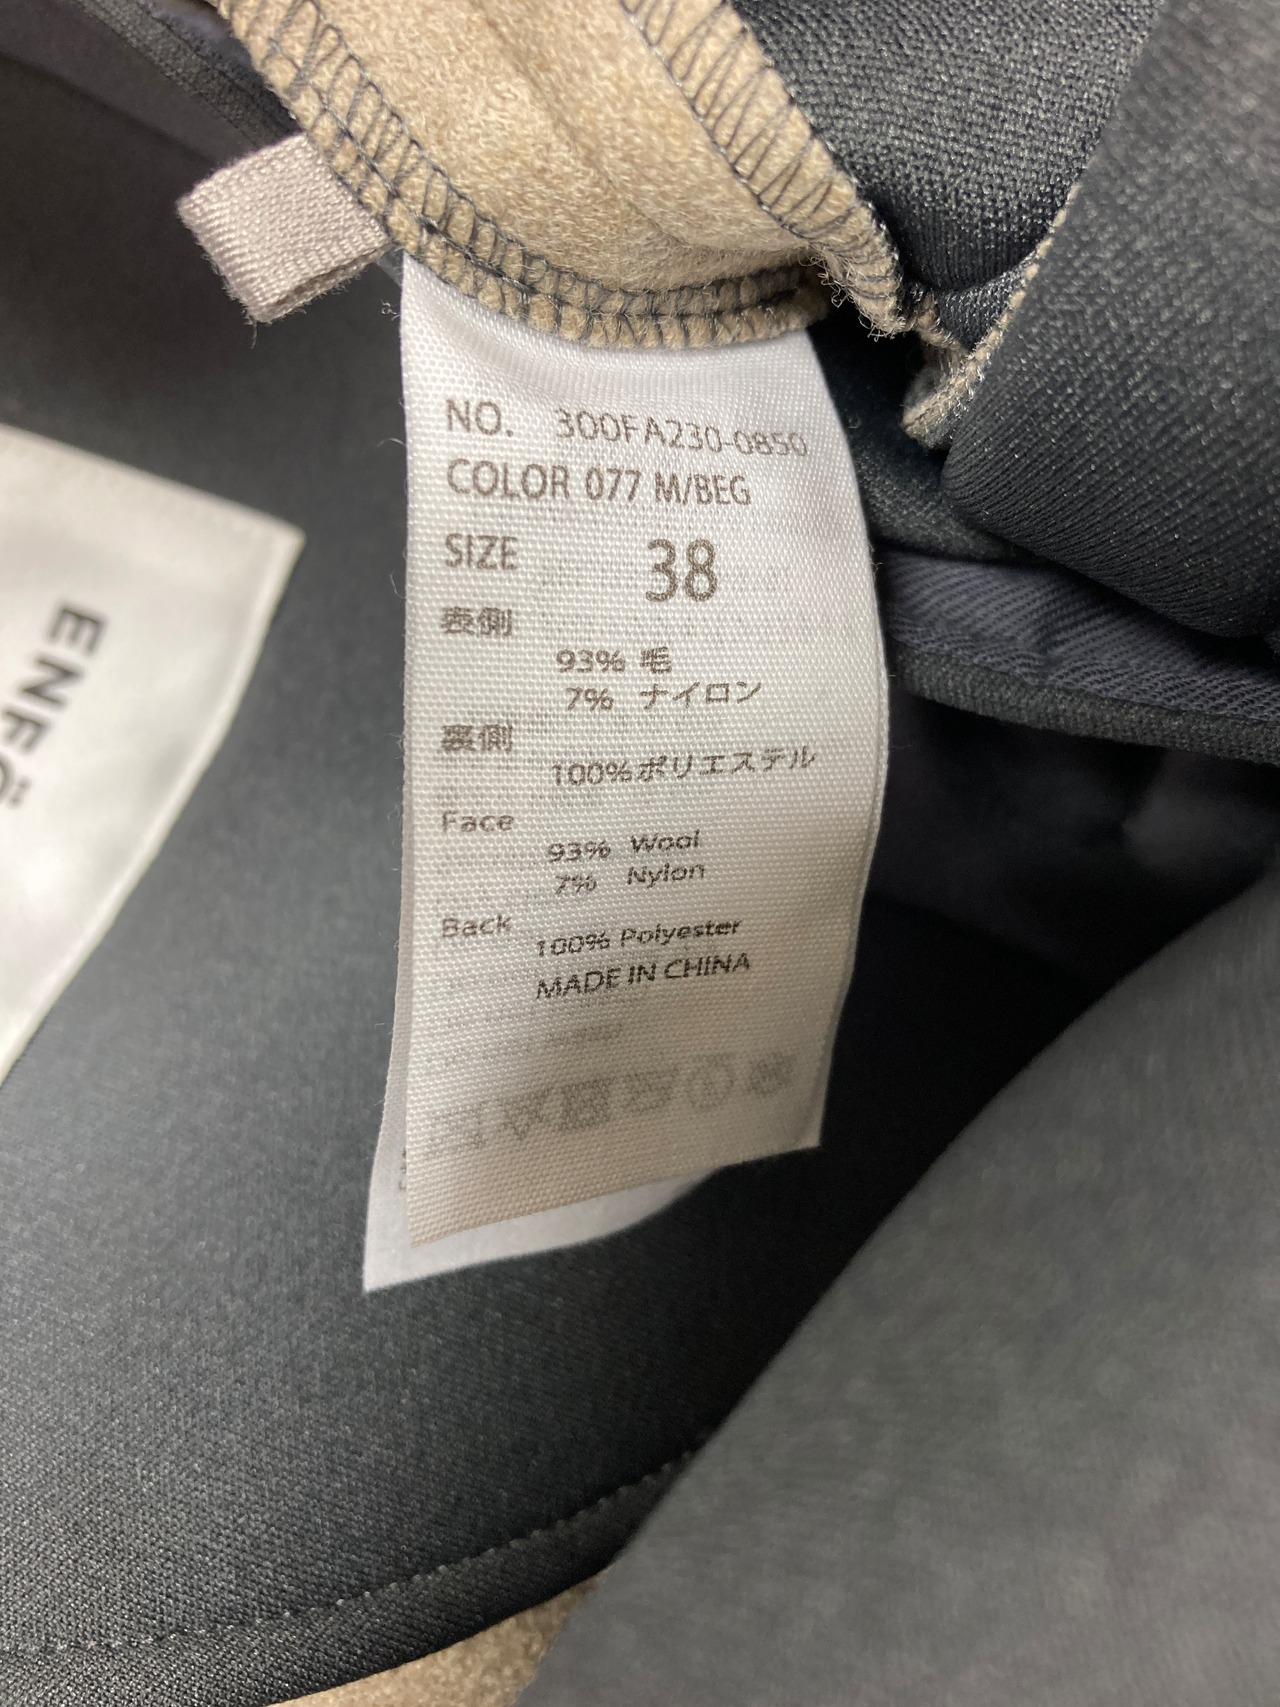 NO. 300FA230-0850
COLOR 077 M/BEG
SIZE 38
表側
93% 毛
7% ナイロン
裏側
100%ポリエステル
Face
93% Wool
7% Nylon
Back
100% Polyester
MADE IN CHINA
ENFÖ